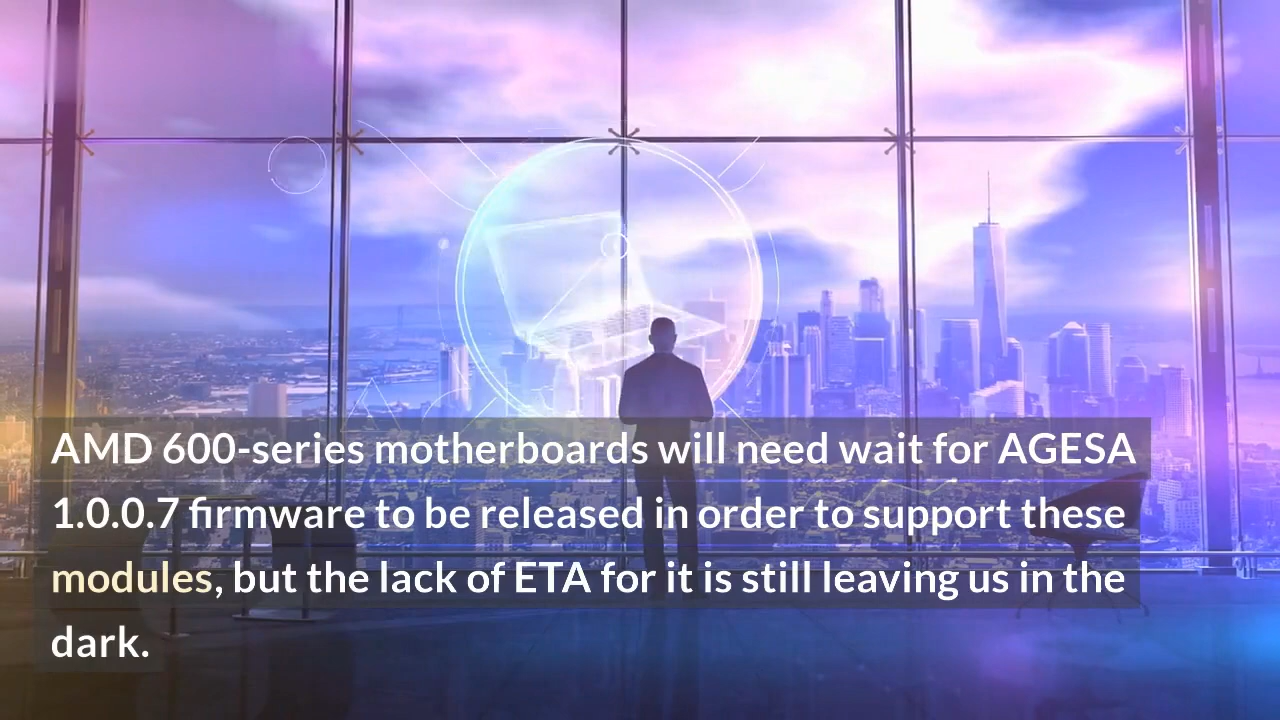 AMD 600-series motherboards will need wait for AGESA
1.0.0.7 firmware to be released in order to support these
modules, but the lack of ETA for it is still leaving us in the
dark.